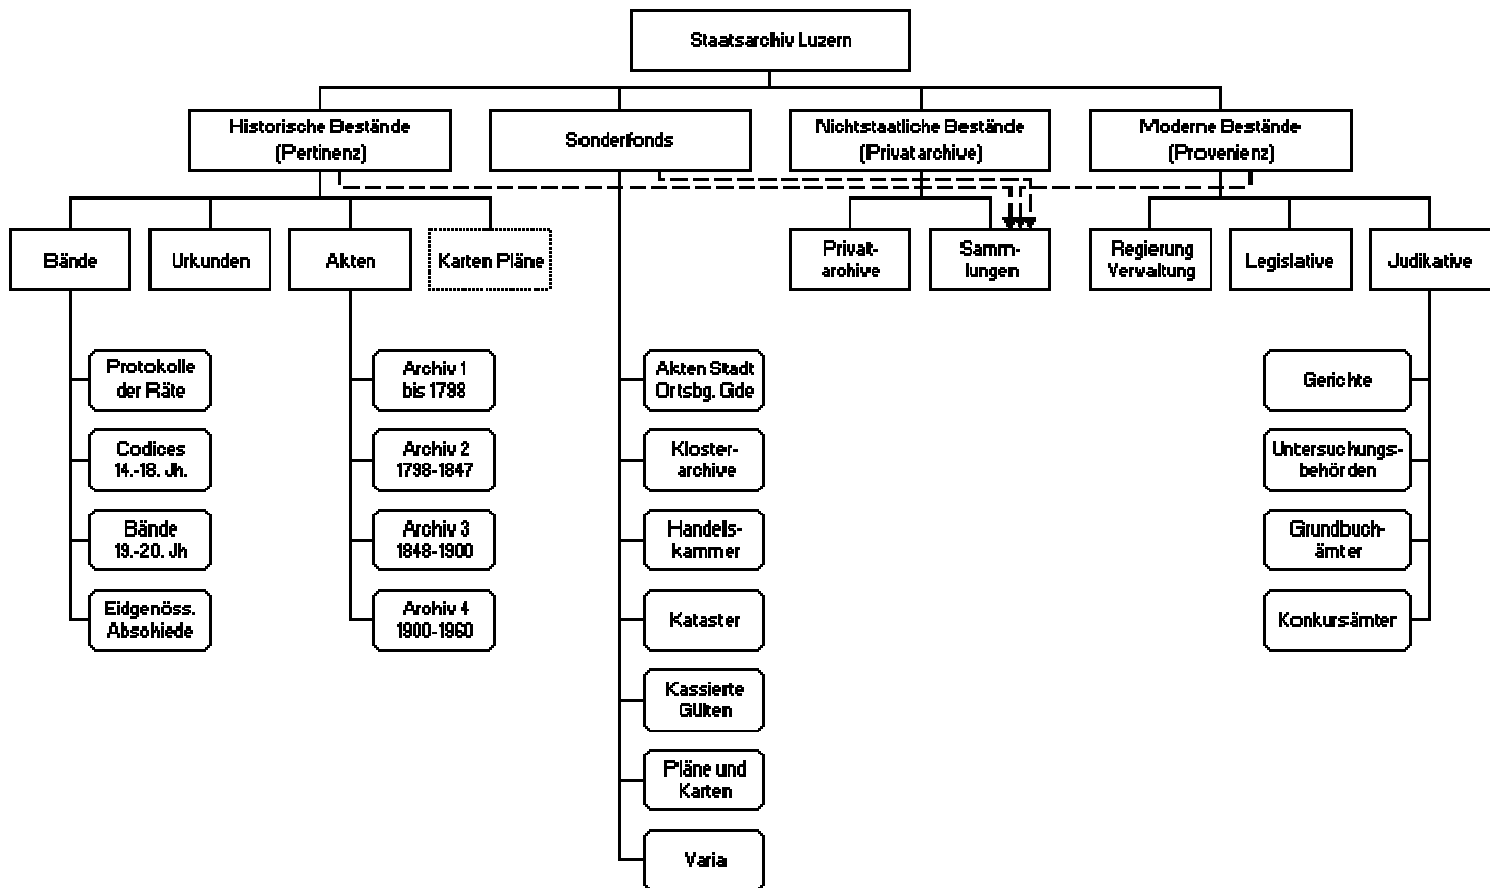 Staatsarchiv Luzern
Historische Bestände
(Pertinenz)
Sonderfonds
Nichtstaatliche Bestände
(Privatarchive)
Moderne Bestände
(Provenienz)
Bände
Urkunden
Akten
Karten Pläne
Privat-
archive
Samm-
lungen
Regierung
Verwaltung
Legislative
Judikative
Protokolle
der Räte
Codices
14.-18. Jh.
Bände
19.-20. Jh
Eidgenöss.
Abschiede
Archiv 1
bis 1798
Archiv 2
1798-1847
Archiv 3
1848-1900
Archiv 4
1900-1960
Akten Stadt
Ortsbg. Gide
Kloster-
archive
Handels-
kammer
Kataster
Kassierte
Gülten
Pläne und
Karten
Varia
Gerichte
Untersuchungs-
behörden
Grundbuch-
ämter
Konkursämter